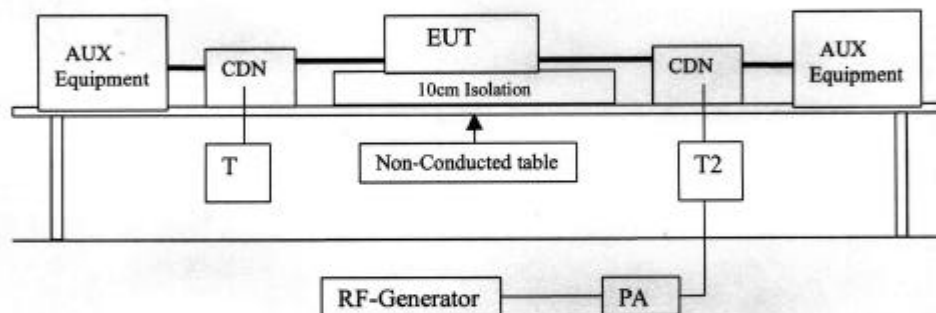 AUX
Equipment
CDN
EUT
10cm Isolation
CDN
AUX
Equipment
T
Non-Conducted table
T2
RF-Generator
PA